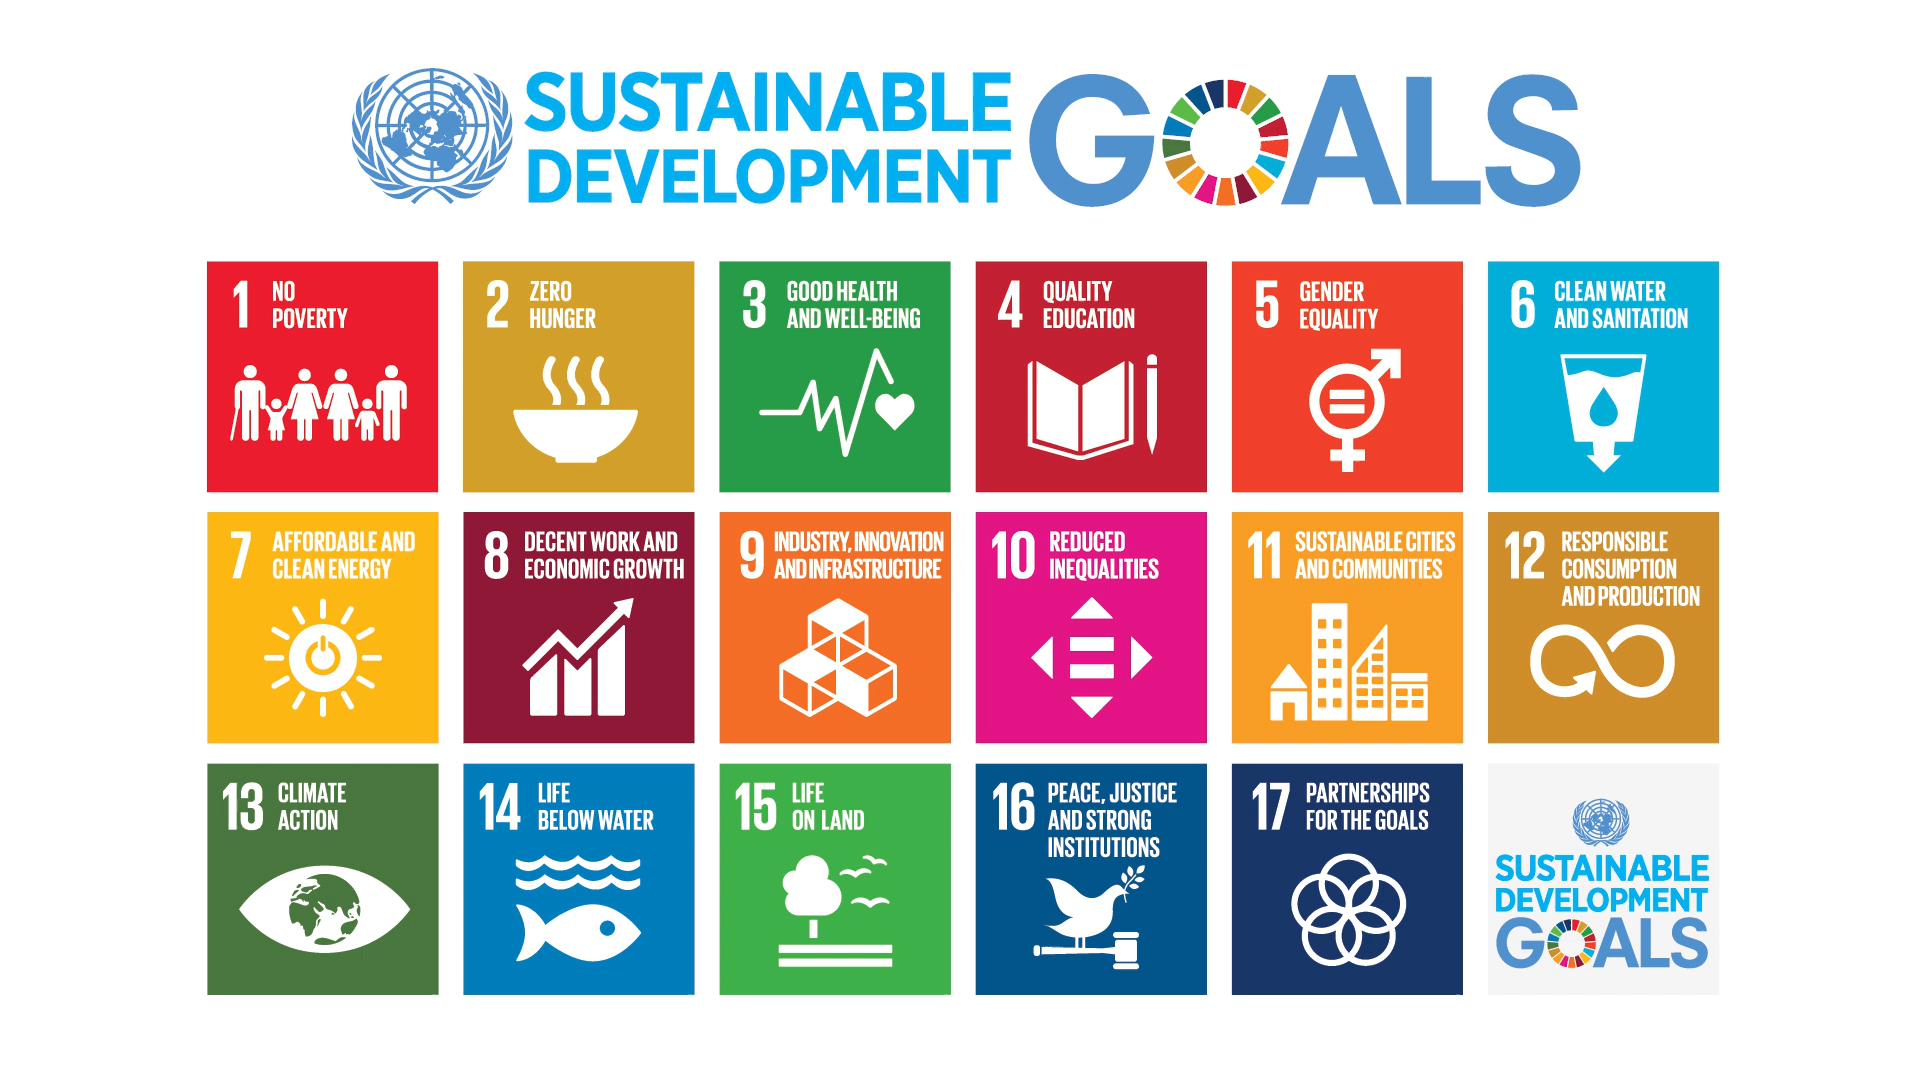 SUSTAINABLE
DEVELOPMENT
GOALS
1 NO
POVERTY
2 ZERO
HUNGER
3 GOOD HEALTH
AND WELL-BEING
4 QUALITY
EDUCATION
5 GENDER
EQUALITY
6 CLEAN WATER
AND SANITATION
7 AFFORDABLE AND
CLEAN ENERGY
8 DECENT WORK AND
ECONOMIC GROWTH
9 INDUSTRY, INNOVATION
AND INFRASTRUCTURE
10 REDUCED
INEQUALITIES
11 SUSTAINABLE CITIES
AND COMMUNITIES
12 RESPONSIBLE
CONSUMPTION
AND PRODUCTION
13 CLIMATE
ACTION
14 LIFE
BELOW WATER
15 LIFE
ON LAND
16 PEACE, JUSTICE
AND STRONG
INSTITUTIONS
17 PARTNERSHIPS
FOR THE GOALS
SUSTAINABLE
DEVELOPMENT
GOALS